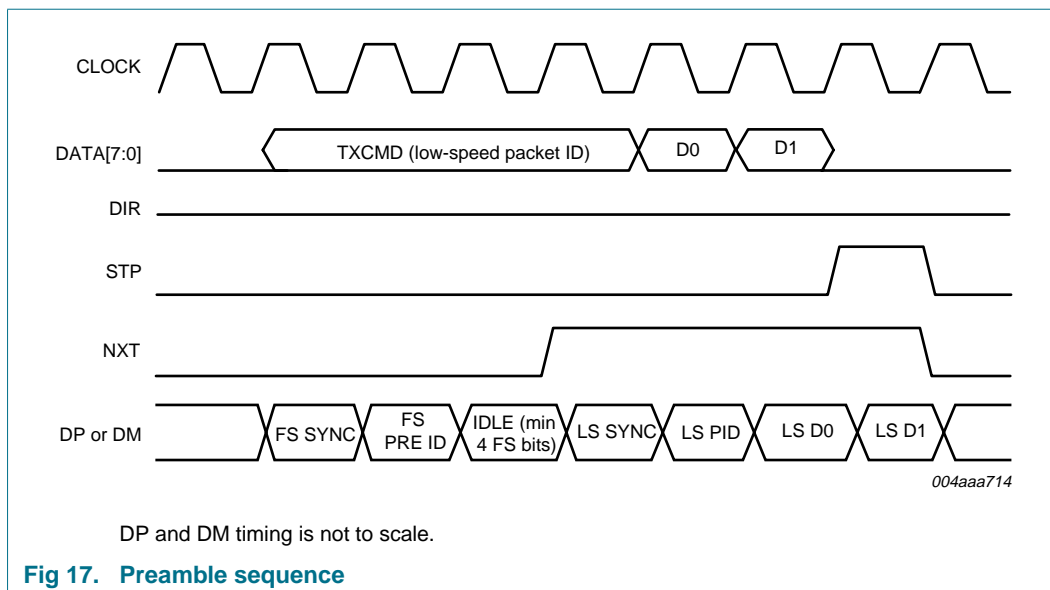 CLOCK
DATA[7:0]
TXCMD (low-speed packet ID)
D0
D1
DIR
STP
NXT
DP or DM
FS SYNC
FS
PRE ID
IDLE (min
4 FS bits)
LS SYNC
LS PID
LS D0
LS D1
004aaa714
DP and DM timing is not to scale.
Fig 17. Preamble sequence